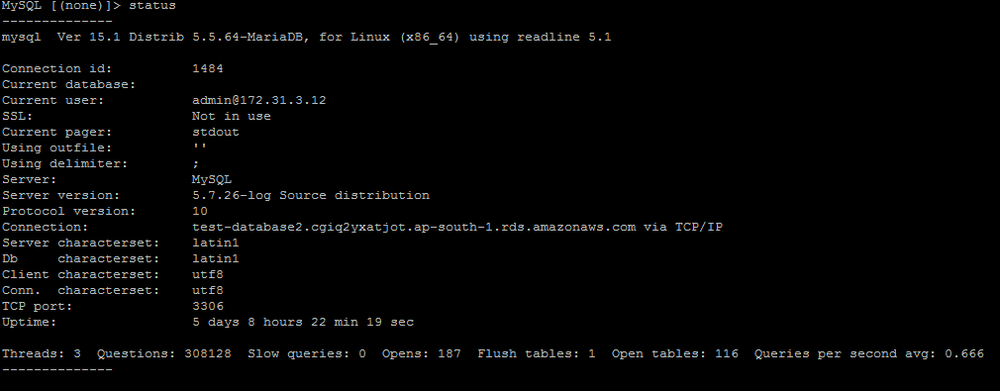 MySQL [(none)]> status
--------------
mysql  Ver 15.1 Distrib 5.5.64-MariaDB, for Linux (x86_64) using readline 5.1
Connection id:          1484
Current database:
Current user:           admin@172.31.3.12
SSL:                    Not in use
Current pager:          stdout
Using outfile:          ''
Using delimiter:        ;
Server:                 MySQL
Server version:         5.7.26-log Source distribution
Protocol version:       10
Connection:             test-database2.cgiq2yxatjot.ap-south-1.rds.amazonaws.com via TCP/IP
Server characterset:    latin1
Db     characterset:    latin1
Client characterset:    utf8
Conn.  characterset:    utf8
TCP port:               3306
Uptime:                 5 days 8 hours 22 min 19 sec
Threads: 3  Questions: 308128  Slow queries: 0  Opens: 187  Flush tables: 1  Open tables: 116  Queries per second avg: 0.666
--------------